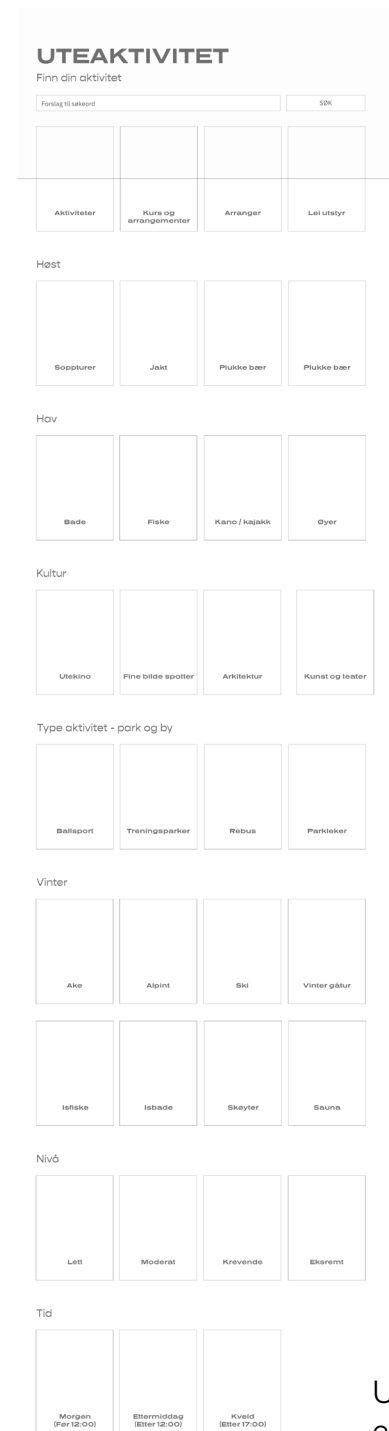 UTEAKTIVITET
Finn din aktivitet
Forslag til søkeord
SØK
Aktiviteter
Kurs og
arrangementer
Arranger
Lei utstyr
Høst
Soppturer
Jakt
Plukke bær
Plukke bær
Hav
Bade
Fiske
Kano / kajakk
Øyer
Kultur
Utekino
Fine bilde spotter
Arkitektur
Kunst og teater
Type aktivitet - park og by
Ballsport
Treningsparker
Rebus
Parkleker
Vinter
Ake
Alpint
Ski
Vinter gåtur
Isfiske
Isbade
Skøyter
Sauna
Nivå
Lett
Moderat
Krevende
Eksremt
Tid
Morgen
(Før 12:00)
Ettermiddag
(Etter 12:00)
Kveld
(Etter 17:00)
U